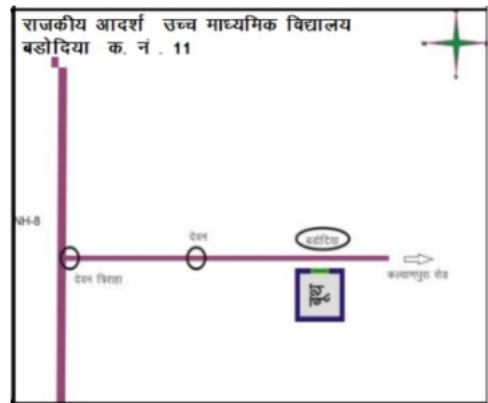 राजकीय आदर्श उच्च माध्यमिक विद्यालय
बडोदिया क. नं . 11
NH-8
देवन
बडोदिया
देवन त्रिराहा
कल्याणपुरा रोड
बूथ